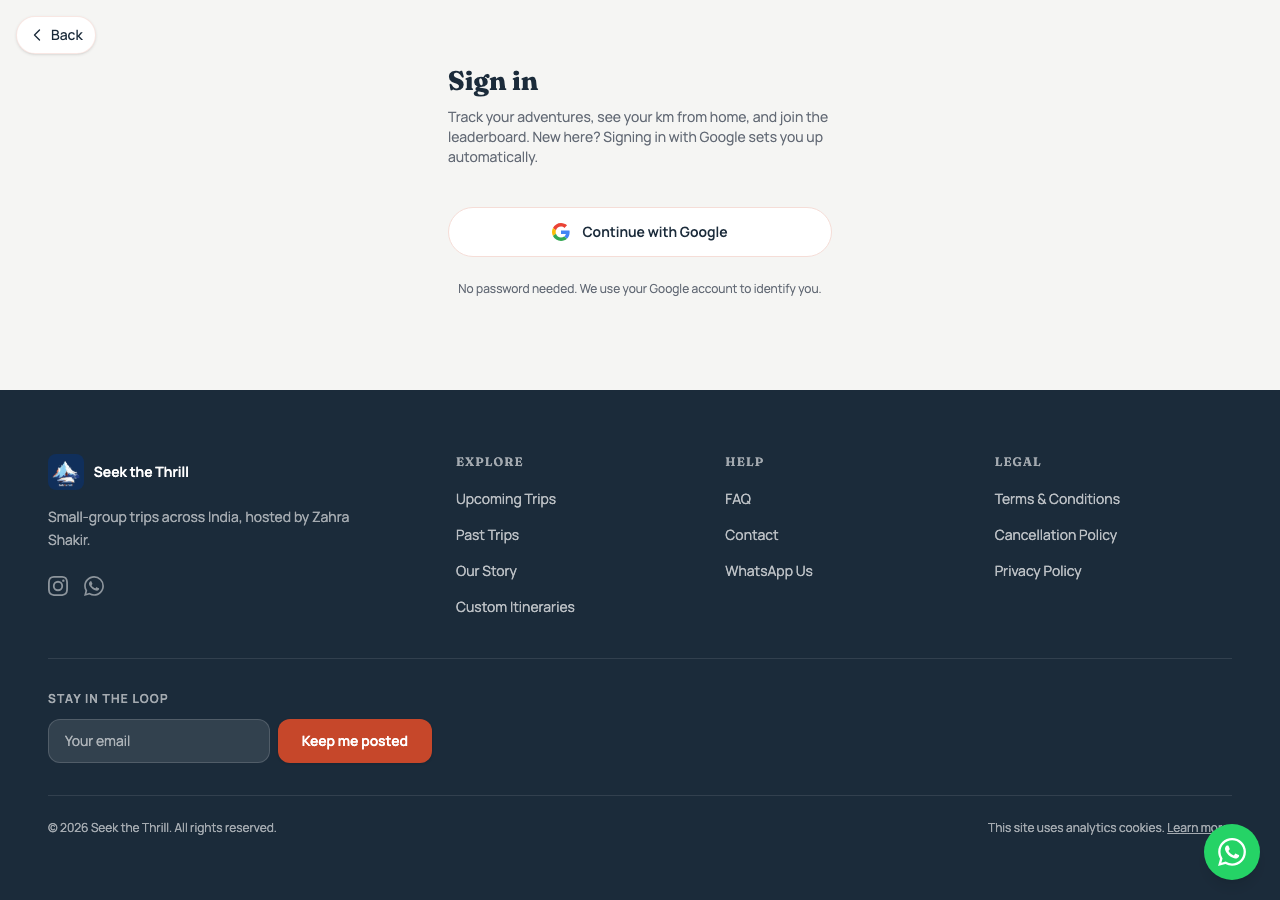 Back
Sign in
Track your adventures, see your km from home, and join the
leaderboard. New here? Signing in with Google sets you up
automatically.
Continue with Google
No password needed. We use your Google account to identify you.
Seek the Thrill
Small-group trips across India, hosted by Zahra
Shakir.
EXPLORE
Upcoming Trips
Past Trips
Our Story
Custom Itineraries
HELP
FAQ
Contact
WhatsApp Us
LEGAL
Terms & Conditions
Cancellation Policy
Privacy Policy
STAY IN THE LOOP
Your email
Keep me posted
© 2026 Seek the Thrill. All rights reserved.
This site uses analytics cookies. Learn